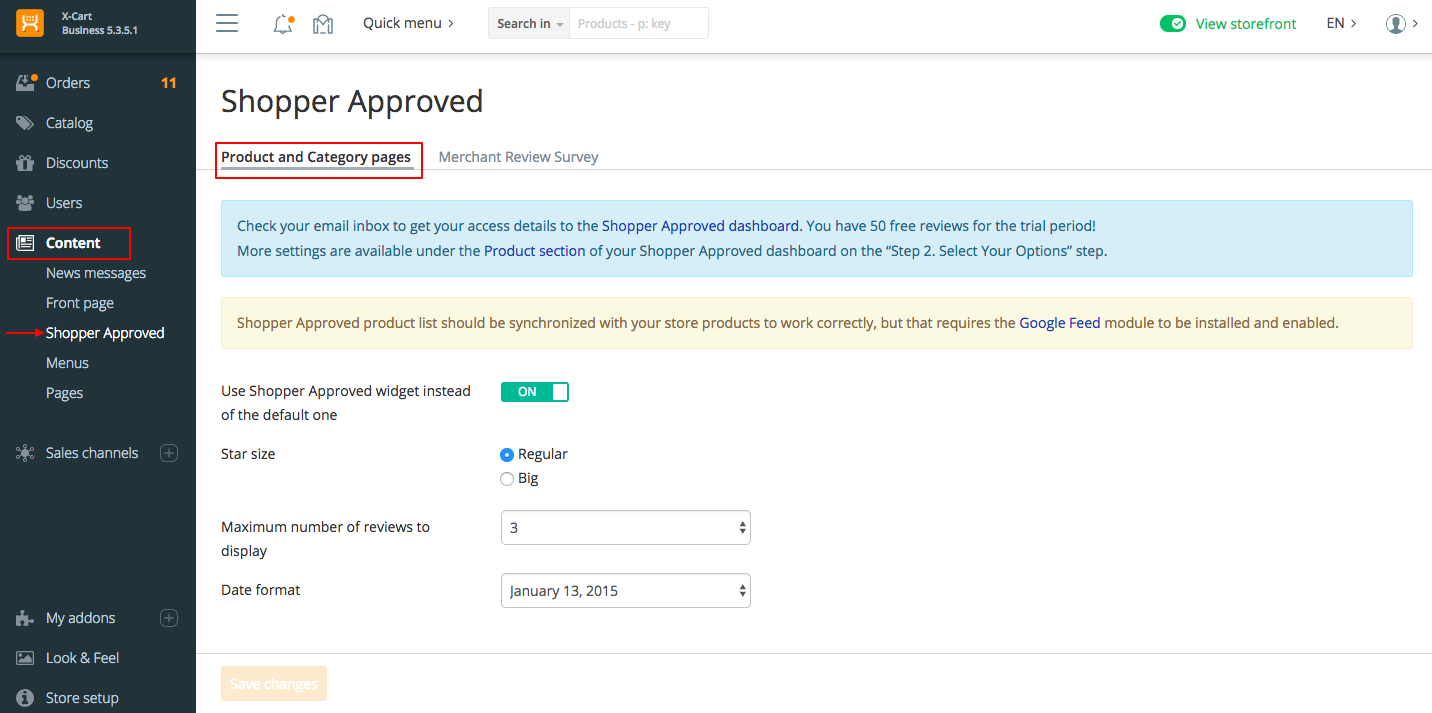 X-Cart
Business 5.3.5.1
Quick menu
Search in
Products - p: key
View storefront
EN
Orders
11
Catalog
Discounts
Users
Content
News messages
Front page
Shopper Approved
Menus
Pages
Sales channels
My addons
Look & Feel
Store setup
Shopper Approved
Product and Category pages
Merchant Review Survey
Check your email inbox to get your access details to the Shopper Approved dashboard. You have 50 free reviews for the trial period!
More settings are available under the Product section of your Shopper Approved dashboard on the “Step 2. Select Your Options” step.
Shopper Approved product list should be synchronized with your store products to work correctly, but that requires the Google Feed module to be installed and enabled.
Use Shopper Approved widget instead
of the default one
ON
Star size
Regular
Big
Maximum number of reviews to
display
3
Date format
January 13, 2015
Save changes